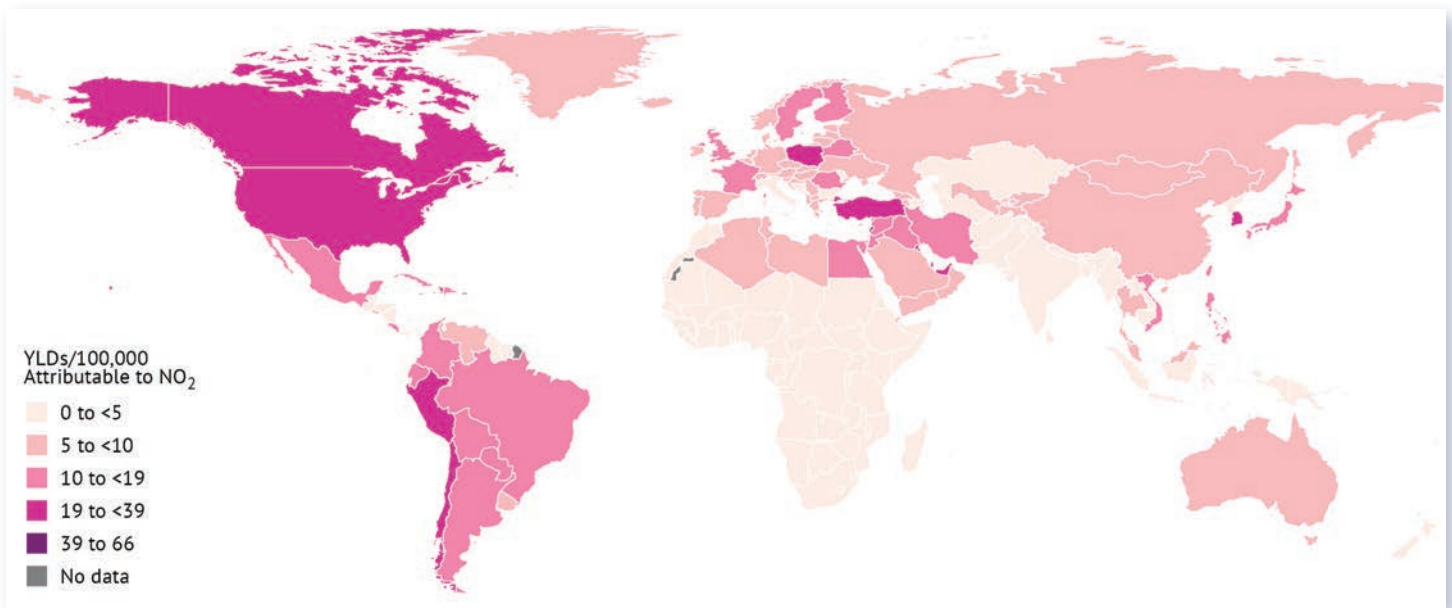 YLDs/100,000
Attributable to NO₂
0 to <5
5 to <10
10 to <19
19 to <39
39 to 66
No data